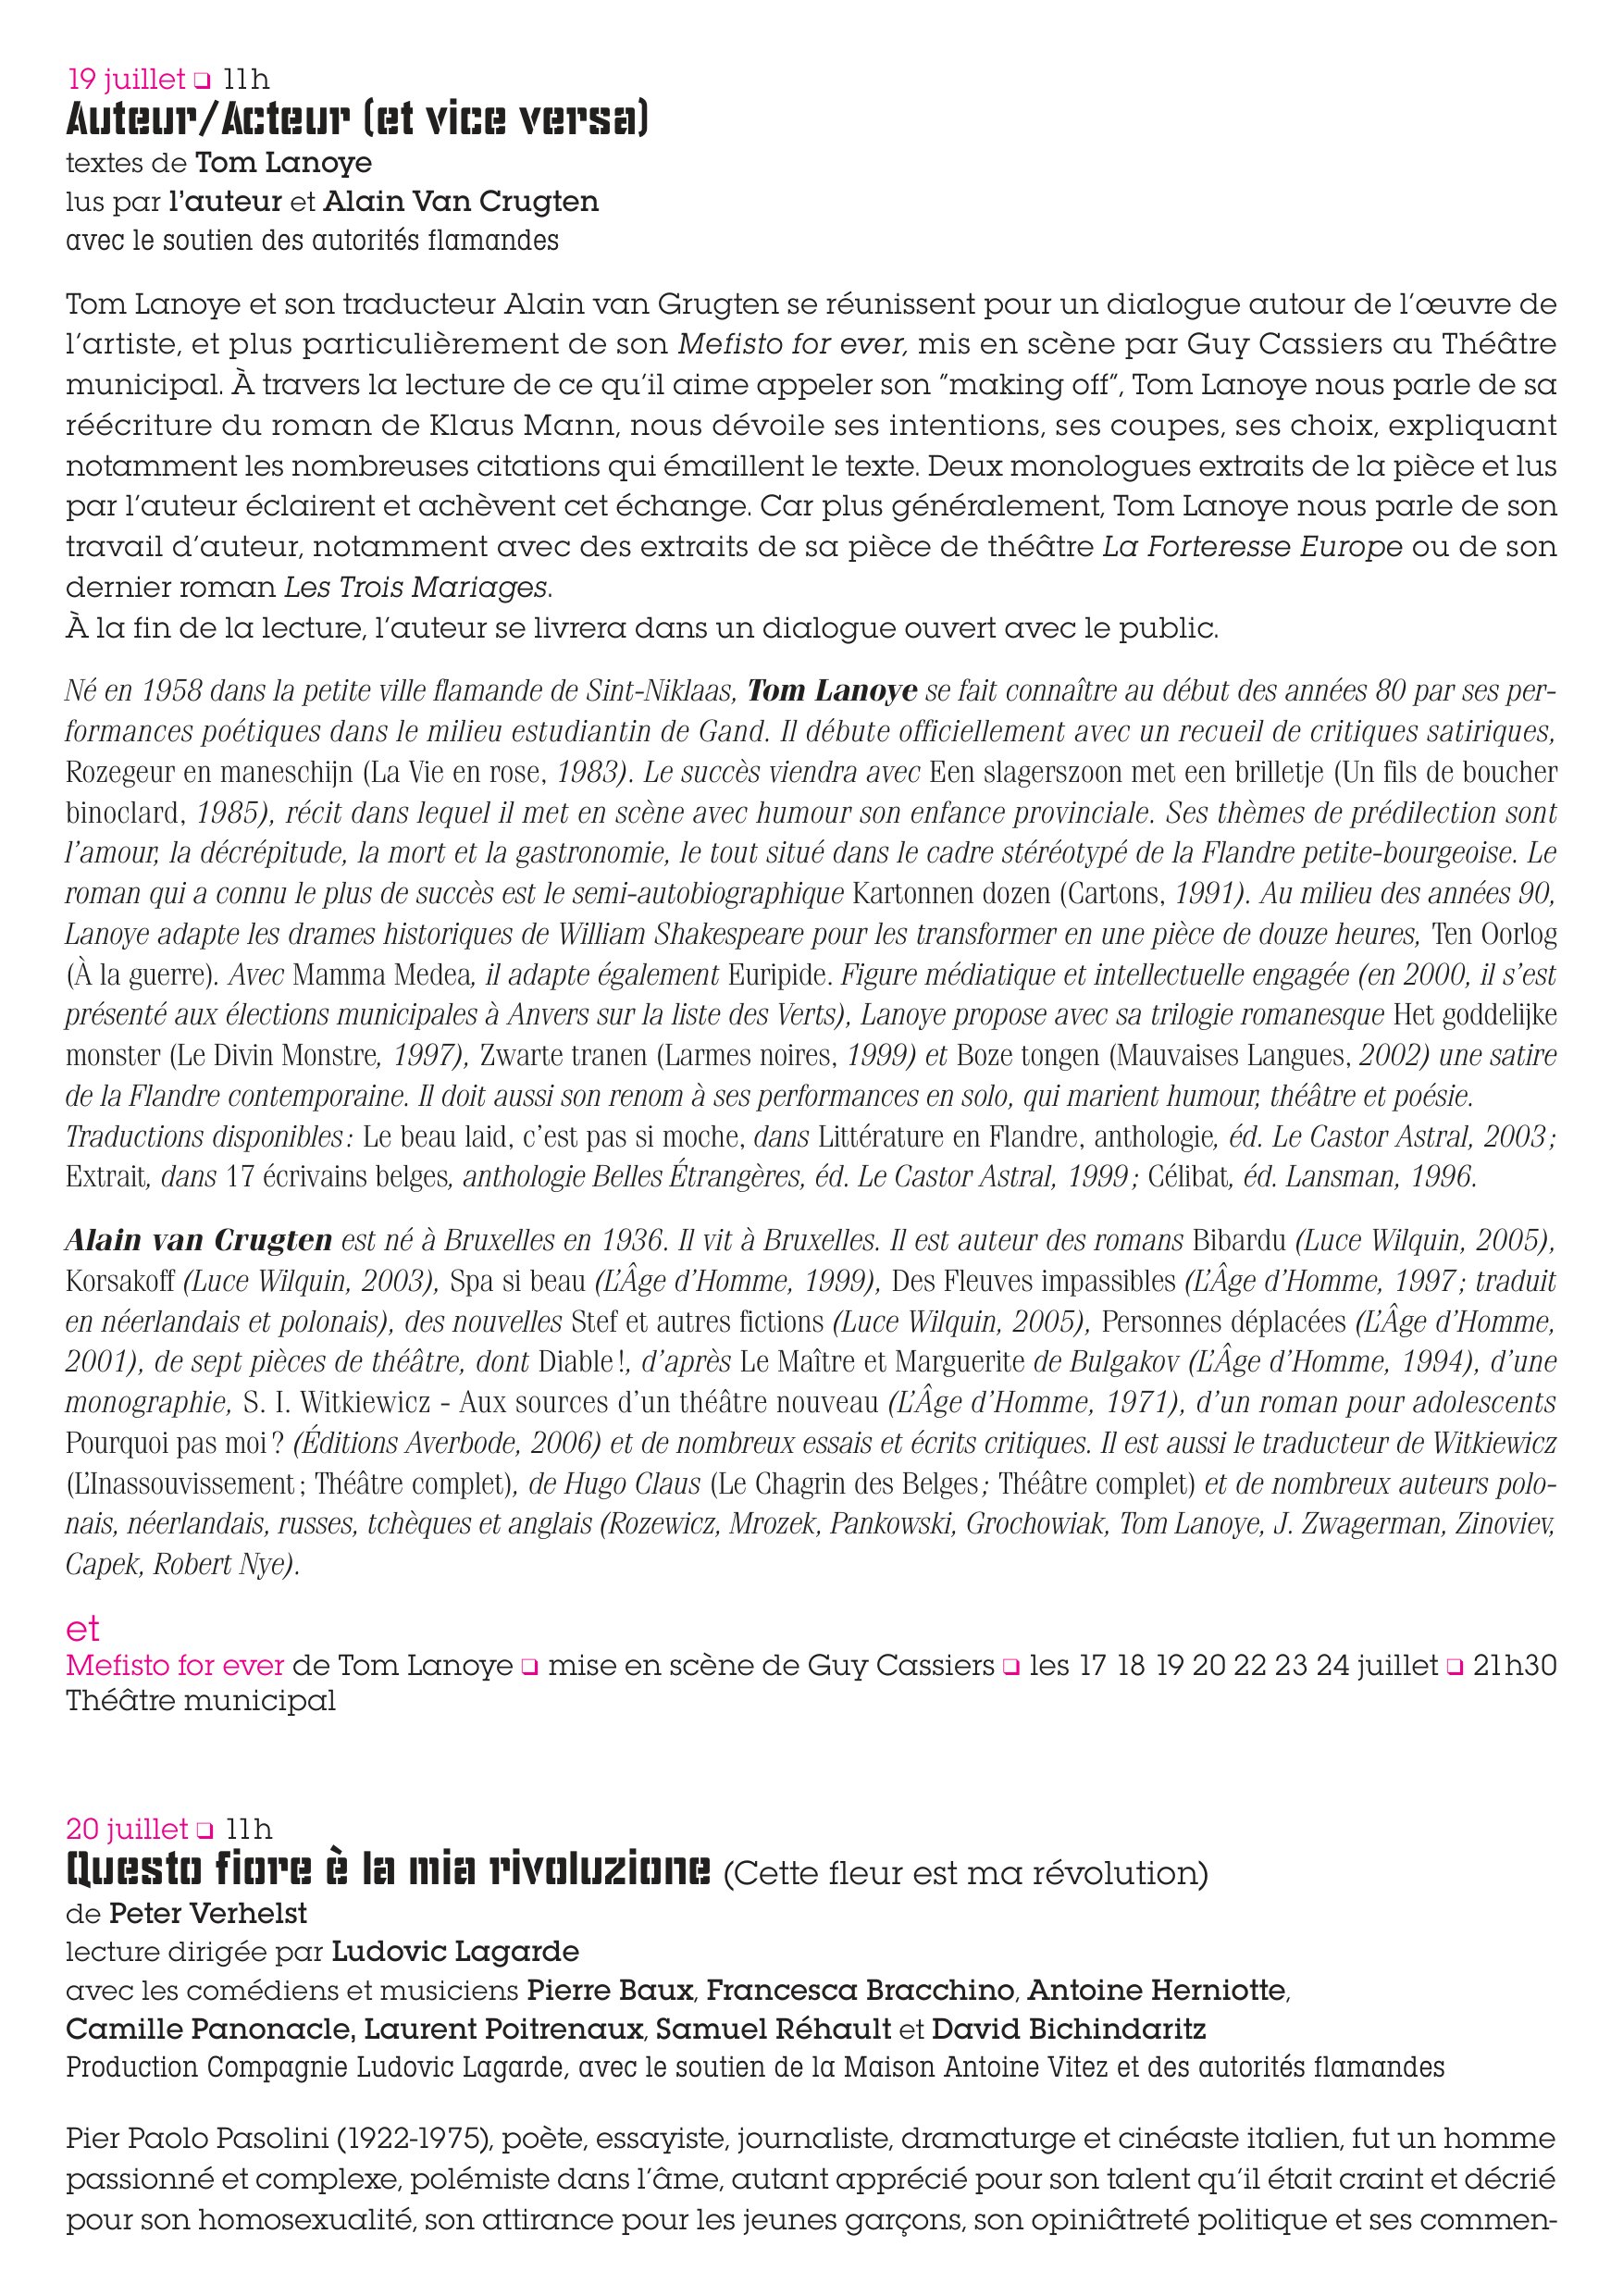 19 juillet ❑ 11h
Auteur/Acteur (et vice versa)
textes de Tom Lanoye
lus par l’auteur et Alain Van Crugten
avec le soutien des autorités flamandes
Tom Lanoye et son traducteur Alain van Grugten se réunissent pour un dialogue autour de l’œuvre de
l’artiste, et plus particulièrement de son Mefisto for ever, mis en scène par Guy Cassiers au Théâtre
municipal. À travers la lecture de ce qu’il aime appeler son ”making off”, Tom Lanoye nous parle de sa
réécriture du roman de Klaus Mann, nous dévoile ses intentions, ses coupes, ses choix, expliquant
notamment les nombreuses citations qui émaillent le texte. Deux monologues extraits de la pièce et lus
par l’auteur éclairent et achèvent cet échange. Car plus généralement, Tom Lanoye nous parle de son
travail d’auteur, notamment avec des extraits de sa pièce de théâtre La Forteresse Europe ou de son
dernier roman Les Trois Mariages.
À la fin de la lecture, l’auteur se livrera dans un dialogue ouvert avec le public.
Né en 1958 dans la petite ville flamande de Sint-Niklaas, Tom Lanoye se fait connaître au début des années 80 par ses per-
formances poétiques dans le milieu estudiantin de Gand. Il débute officiellement avec un recueil de critiques satiriques,
Rozegeur en maneschijn (La Vie en rose, 1983). Le succès viendra avec Een slagerszoon met een brilletje (Un fils de boucher
binoclard, 1985), récit dans lequel il met en scène avec humour son enfance provinciale. Ses thèmes de prédilection sont
l’amour, la décrépitude, la mort et la gastronomie, le tout situé dans le cadre stéréotypé de la Flandre petite-bourgeoise. Le
roman qui a connu le plus de succès est le semi-autobiographique Kartonnen dozen (Cartons, 1991). Au milieu des années 90,
Lanoye adapte les drames historiques de William Shakespeare pour les transformer en une pièce de douze heures, Ten Oorlog
(À la guerre). Avec Mamma Medea, il adapte également Euripide. Figure médiatique et intellectuelle engagée (en 2000, il s’est
présenté aux élections municipales à Anvers sur la liste des Verts), Lanoye propose avec sa trilogie romanesque Het goddelijke
monster (Le Divin Monstre, 1997), Zwarte tranen (Larmes noires, 1999) et Boze tongen (Mauvaises Langues, 2002) une satire
de la Flandre contemporaine. Il doit aussi son renom à ses performances en solo, qui marient humour, théâtre et poésie.
Traductions disponibles : Le beau laid, c’est pas si moche, dans Littérature en Flandre, anthologie, éd. Le Castor Astral, 2003 ;
Extrait, dans 17 écrivains belges, anthologie Belles Étrangères, éd. Le Castor Astral, 1999 ; Célibat, éd. Lansman, 1996.
Alain van Crugten est né à Bruxelles en 1936. Il vit à Bruxelles. Il est auteur des romans Bibardu (Luce Wilquin, 2005),
Korsakoff (Luce Wilquin, 2003), Spa si beau (L’Âge d’Homme, 1999), Des Fleuves impassibles (L’Âge d’Homme, 1997 ; traduit
en néerlandais et polonais), des nouvelles Stef et autres fictions (Luce Wilquin, 2005), Personnes déplacées (L’Âge d’Homme,
2001), de sept pièces de théâtre, dont Diable !, d’après Le Maître et Marguerite de Bulgakov (L’Âge d’Homme, 1994), d’une
monographie, S. I. Witkiewicz - Aux sources d’un théâtre nouveau (L’Âge d’Homme, 1971), d’un roman pour adolescents
Pourquoi pas moi ? (Éditions Averbode, 2006) et de nombreux essais et écrits critiques. Il est aussi le traducteur de Witkiewicz
(L’Inassouvissement ; Théâtre complet), de Hugo Claus (Le Chagrin des Belges ; Théâtre complet) et de nombreux auteurs polo-
nais, néerlandais, russes, tchèques et anglais (Rozewicz, Mrozek, Pankowski, Grochowiak, Tom Lanoye, J. Zwagerman, Zinoviev,
Capek, Robert Nye).
et
Mefisto for ever de Tom Lanoye ❑ mise en scène de Guy Cassiers ❑ les 17 18 19 20 22 23 24 juillet ❑ 21h30
Théâtre municipal
20 juillet ❑ 11h
Questo fiore è la mia rivoluzione (Cette fleur est ma révolution)
de Peter Verhelst
lecture dirigée par Ludovic Lagarde
avec les comédiens et musiciens Pierre Baux, Francesca Bracchino, Antoine Herniotte,
Camille Panonacle, Laurent Poitrenaux, Samuel Réhault et David Bichindaritz
Production Compagnie Ludovic Lagarde, avec le soutien de la Maison Antoine Vitez et des autorités flamandes
Pier Paolo Pasolini (1922-1975), poète, essayiste, journaliste, dramaturge et cinéaste italien, fut un homme
passionné et complexe, polémiste dans l’âme, autant apprécié pour son talent qu’il était craint et décrié
pour son homosexualité, son attirance pour les jeunes garçons, son opiniâtreté politique et ses commen-